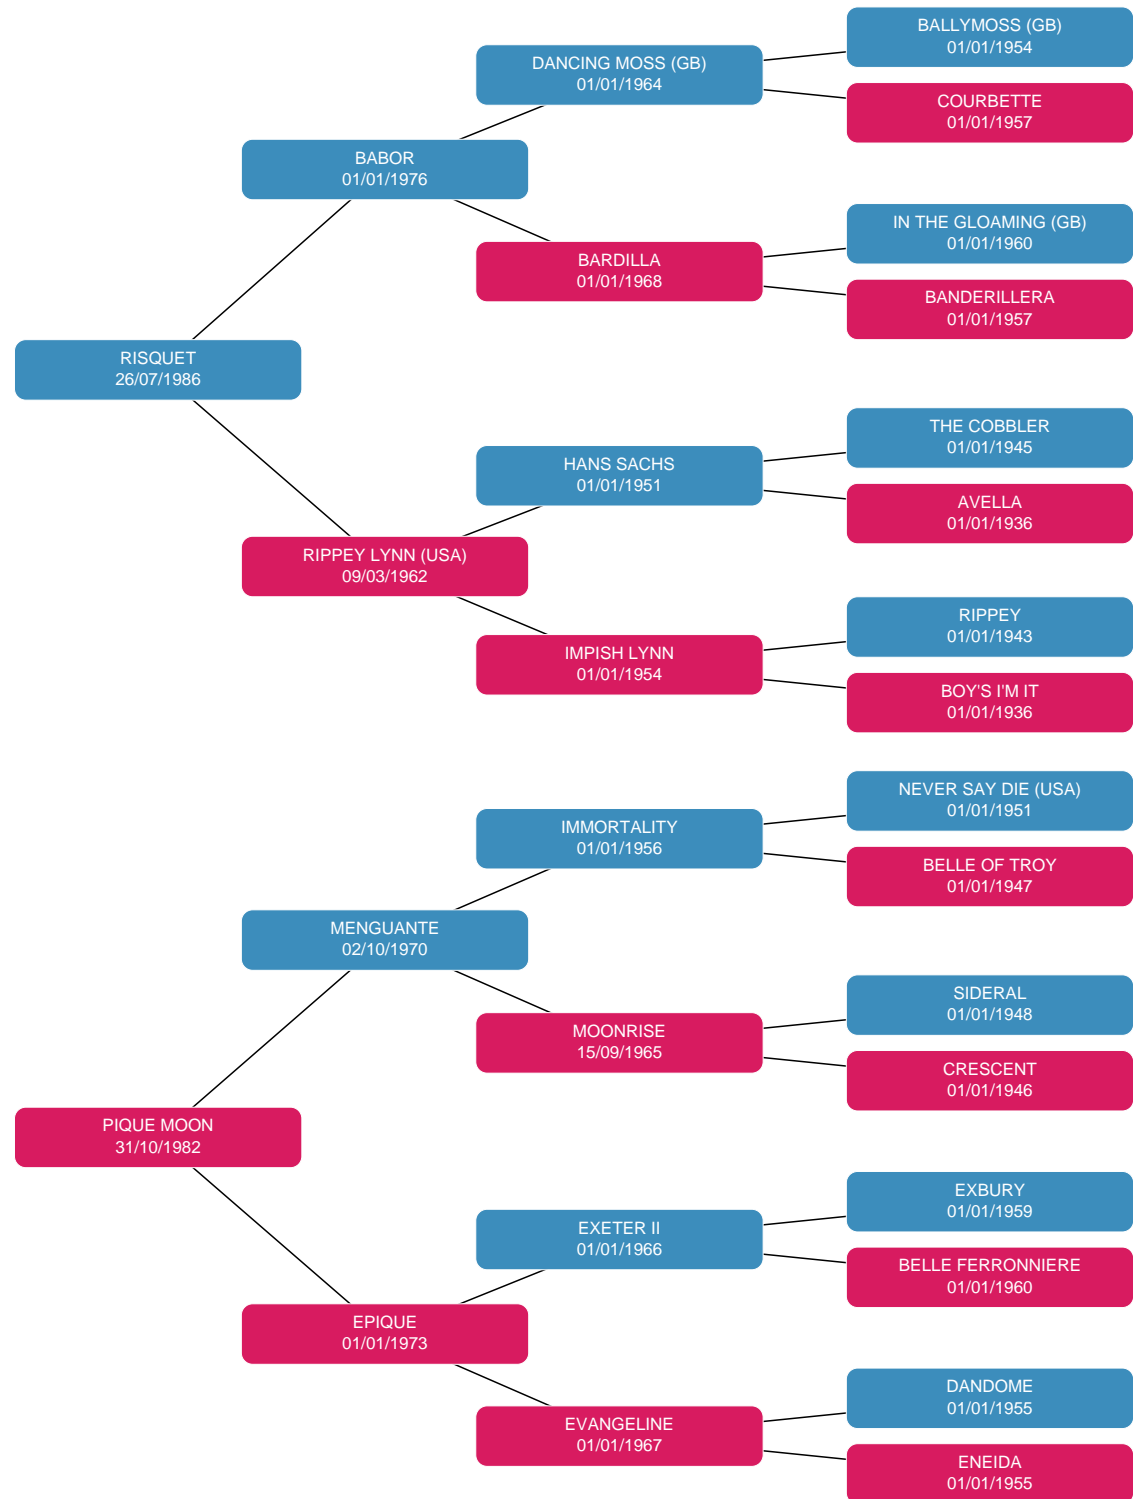 BALLYMOSS (GB)
01/01/1954
DANCING MOSS (GB)
01/01/1964
COURBETTE
01/01/1957
BABOR
01/01/1976
IN THE GLOAMING (GB)
01/01/1960
BARDILLA
01/01/1968
BANDERILLERA
01/01/1957
RISQUET
26/07/1986
THE COBBLER
01/01/1945
HANS SACHS
01/01/1951
AVELLA
01/01/1936
RIPPEY LYNN (USA)
09/03/1962
RIPPEY
01/01/1943
IMPISH LYNN
01/01/1954
BOY'S I'M IT
01/01/1936
NEVER SAY DIE (USA)
01/01/1951
IMMORTALITY
01/01/1956
BELLE OF TROY
01/01/1947
MENGUANTE
02/10/1970
SIDERAL
01/01/1948
MOONRISE
15/09/1965
CRESCENT
01/01/1946
PIQUE MOON
31/10/1982
EXBURY
01/01/1959
EXETER II
01/01/1966
BELLE FERRONNIERE
01/01/1960
EPIQUE
01/01/1973
DANDOME
01/01/1955
EVANGELINE
01/01/1967
ENEIDA
01/01/1955